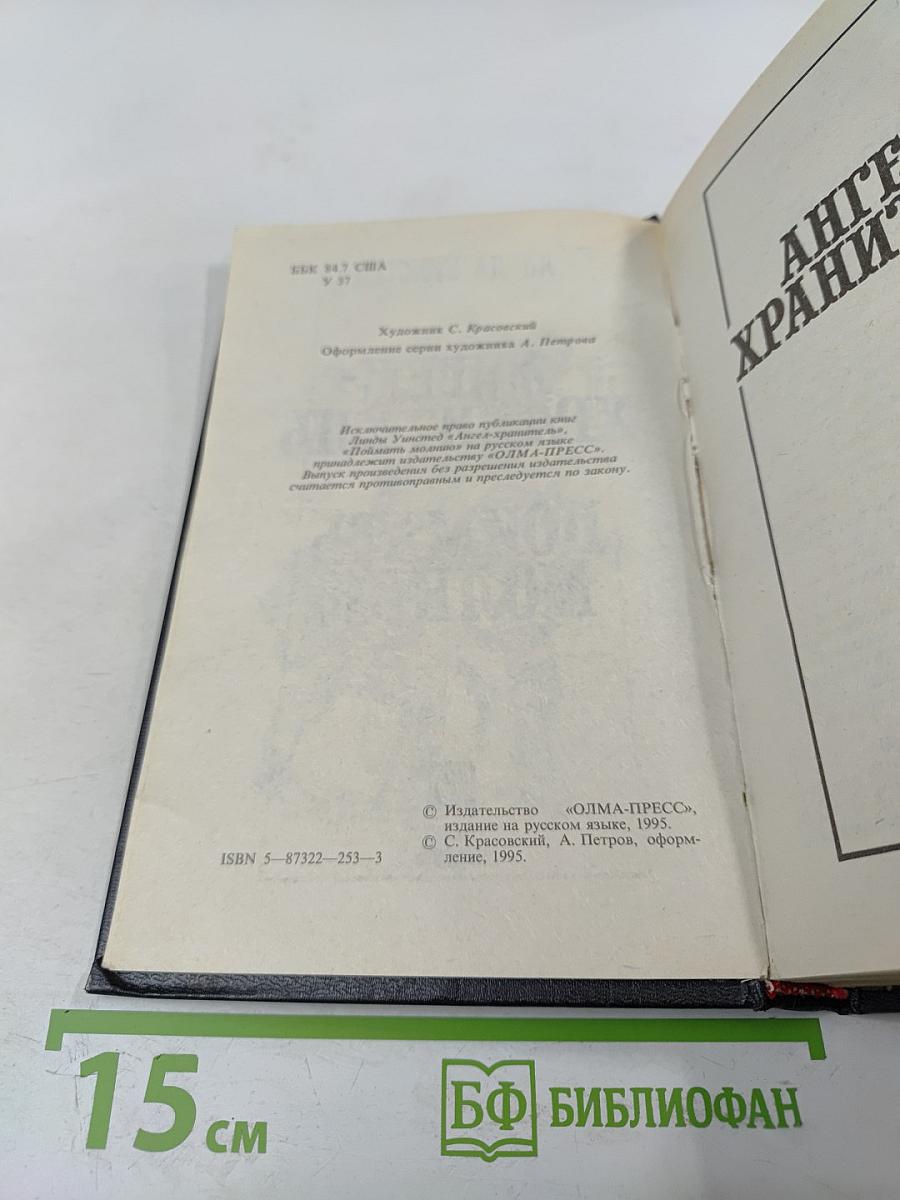 ББК 84.7 США
У 37
Художник С. Красовский
Оформление серии художника А. Петрова
Исключительное право публикации книг
Линды Уинстед «Ангел-хранитель»,
«Поймать молнию» на русском языке
принадлежит издательству «ОЛМА-ПРЕСС».
Выпуск произведения без разрешения издательства
считается противоправным и преследуется по закону.
© Издательство «ОЛМА-ПРЕСС»,
издание на русском языке, 1995.
© С. Красовский, А. Петров, оформ-
ление, 1995.
ISBN 5—87322—253—3
АНГЕ
ХРАНИТ
15 см
БФ БИБЛИОФАН